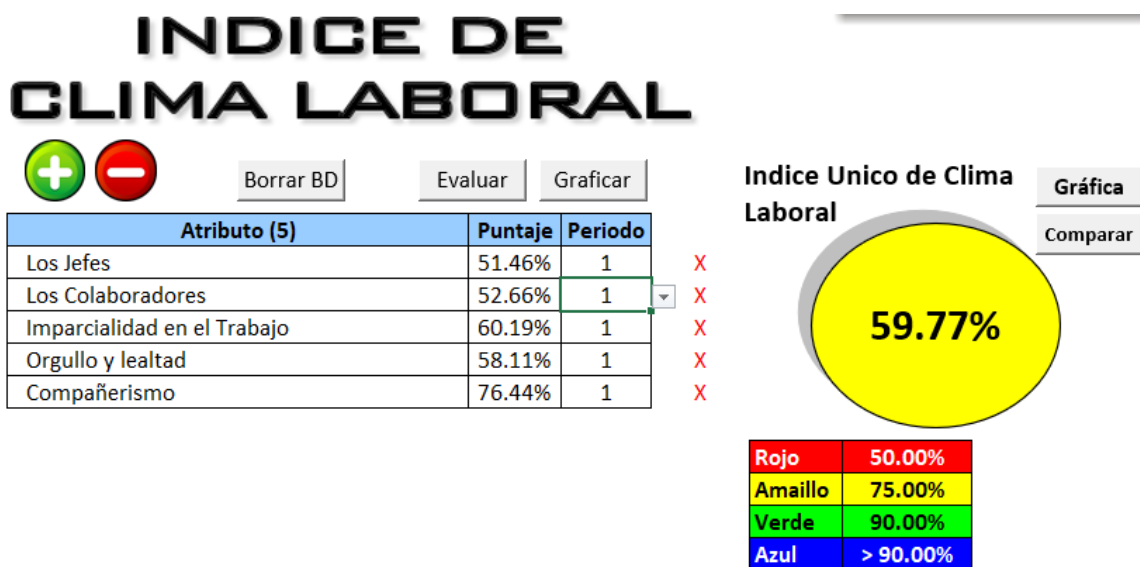 INDICE DE
CLIMA LABORAL
Borrar BD
Evaluar
Graficar
Atributo (5) Puntaje Periodo
Los Jefes 51.46% 1 X
Los Colaboradores 52.66% 1 X
Imparcialidad en el Trabajo 60.19% 1 X
Orgullo y lealtad 58.11% 1 X
Compañerismo 76.44% 1 X
Indice Unico de Clima
Laboral
Gráfica
Comparar
59.77%
Rojo 50.00%
Amaillo 75.00%
Verde 90.00%
Azul > 90.00%